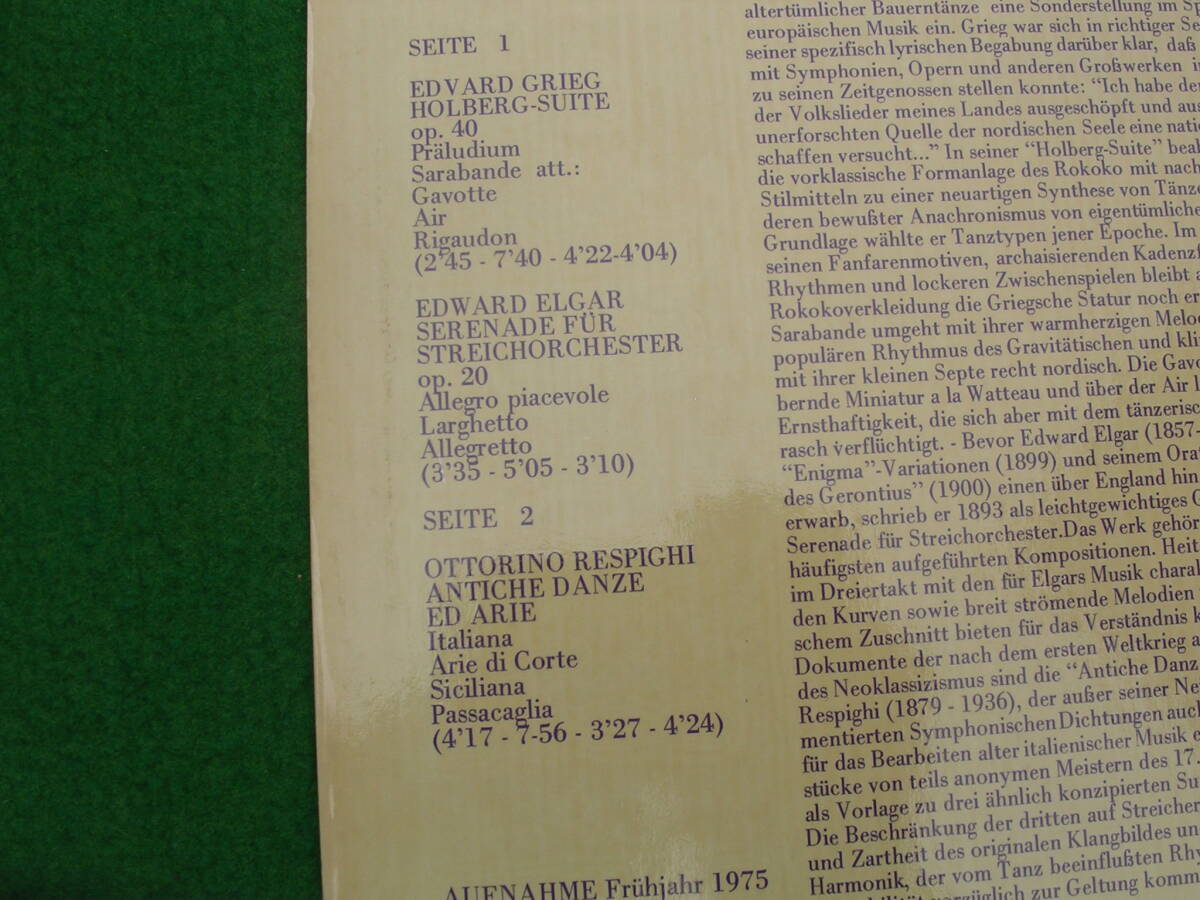 SEITE 1
EDVARD GRIEG
HOLBERG-SUITE
op. 40
Präludium
Sarabande att.:
Gavotte
Air
Rigaudon
(2'45 - 7'40 - 4'22-4'04)
EDWARD ELGAR
SERENADE FÜR
STREICHORCHESTER
op. 20
Allegro piacevole
Larghetto
Allegretto
(3'35 - 5'05 - 3'10)
SEITE 2
OTTORINO RESPIGHI
ANTICHE DANZE
ED ARIE
Italiana
Arie di Corte
Siciliana
Passacaglia
(4'17 - 7-56 - 3'27 - 4'24)
AUFNAHME Frühjahr 1975
altertümlicher Bauerntänze eine Sonderstellung im
europäischen Musik ein. Grieg war sich in richtiger
seiner spezifisch lyrischen Begabung darüber klar, daß
mit Symphonien, Opern und anderen Großwerken
zu seinen Zeitgenossen stellen konnte: "Ich habe
der Volkslieder meines Landes ausgeschöpft und
unerforschten Quelle der nordischen Seele eine
schaffen versucht..." In seiner "Holberg-Suite"
die vorklassische Formanlage des Rokoko mit
Stilmitteln zu einer neuartigen Synthese von
deren bewußter Anachronismus von
Grundlage wählte er Tanztypen jener Epoche. Im
seinen Fanfarenmotiven, archaisierenden
Rhythmen und lockeren Zwischenspielen bleibt
Rokokoverkleidung die Griegsche Statur noch
Sarabande umgeht mit ihrer warmherzigen
populären Rhythmus des Gravitätischen und
mit ihrer kleinen Septe recht nordisch. Die
bernde Miniatur a la Watteau und über der Air
Ernsthaftigkeit, die sich aber mit dem
rasch verflüchtigt. - Bevor Edward Elgar (1857-
"Enigma"-Variationen (1899) und seinem
des Gerontius" (1900) einen über England
erwarb, schrieb er 1893 als leichtgewichtiges
Serenade für Streichorchester.Das Werk
häufigsten aufgeführten Kompositionen.
im Dreiertakt mit den für Elgars Musik
den Kurven sowie breit strömende Melodien
schem Zuschnitt bieten für das Verständnis
Dokumente der nach dem ersten Weltkrieg
des Neoklassizismus sind die "Antiche
Respighi (1879 - 1936), der außer seiner
mentierten Symphonischen Dichtungen auch
für das Bearbeiten alter italienischer Musik
stücke von teils anonymen Meistern des 17.
als Vorlage zu drei ähnlich konzipierten
Die Beschränkung der dritten auf Streicher
und Zartheit des originalen Klangbildes
Harmonik, der vom Tanz beeinflußten
vorzüglich zur Geltung